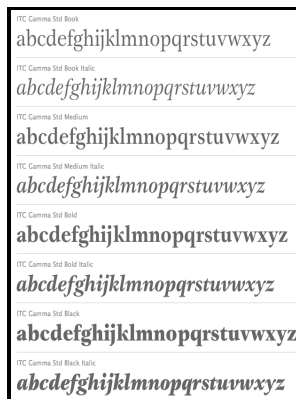 ITC Gamma Std Book
abcdefghijklmnopqrstuvwxyz
ITC Gamma Std Book Italic
abcdefghijklmnopqrstuvwxyz
ITC Gamma Std Medium
abcdefghijklmnopqrstuvwxyz
ITC Gamma Std Medium Italic
abcdefghijklmnopqrstuvwxyz
ITC Gamma Std Bold
abcdefghijklmnopqrstuvwxyz
ITC Gamma Std Bold Italic
abcdefghijklmnopqrstuvwxyz
ITC Gamma Std Black
abcdefghijklmnopqrstuvwxyz
ITC Gamma Std Black Italic
abcdefghijklmnopqrstuvwxyz